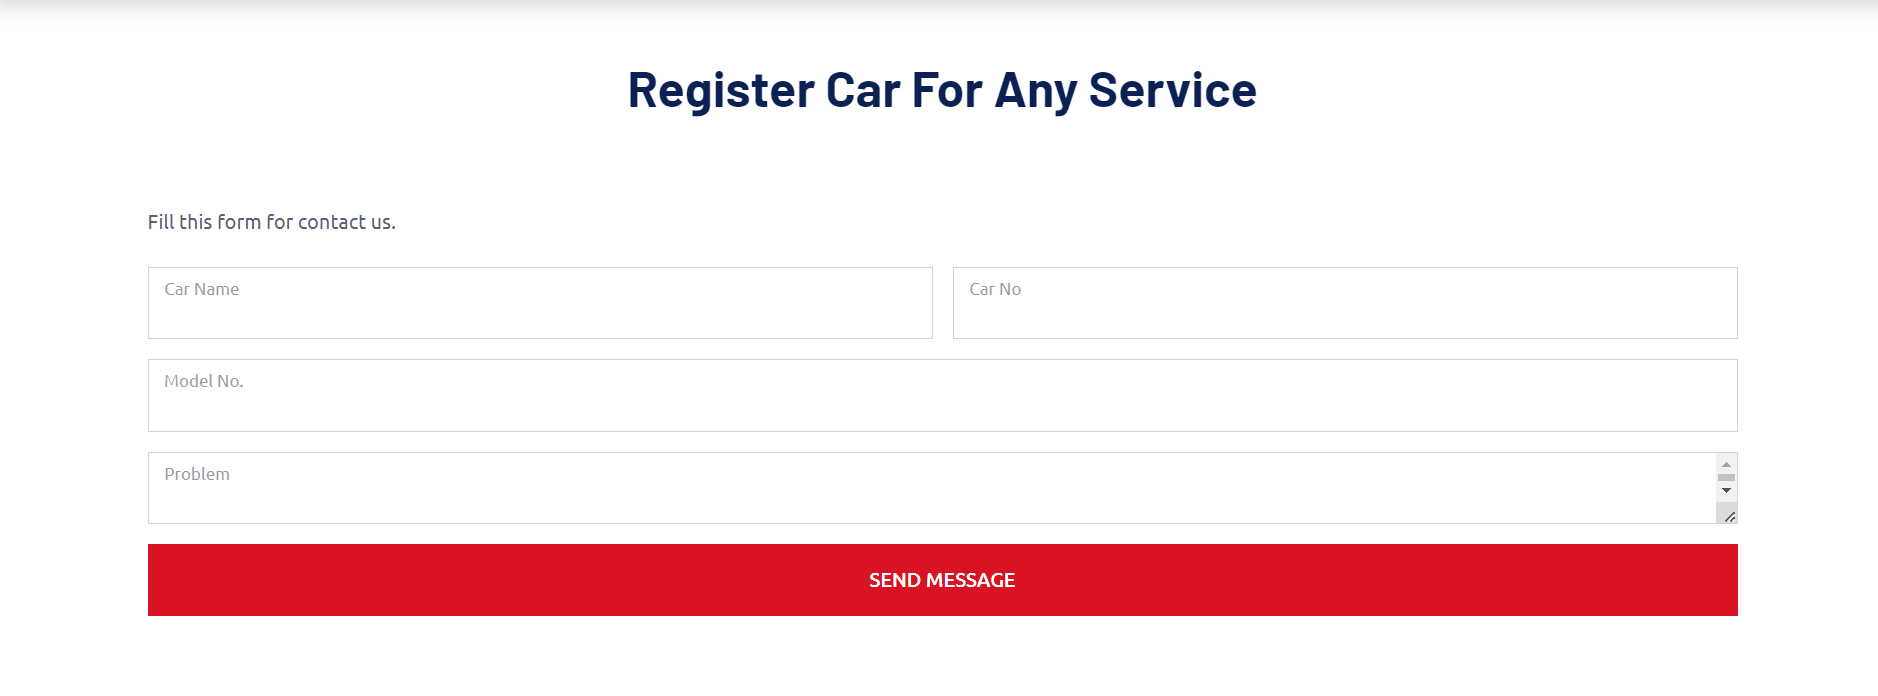 Register Car For Any Service
Fill this form for contact us.
Car Name
Car No
Model No.
Problem
SEND MESSAGE